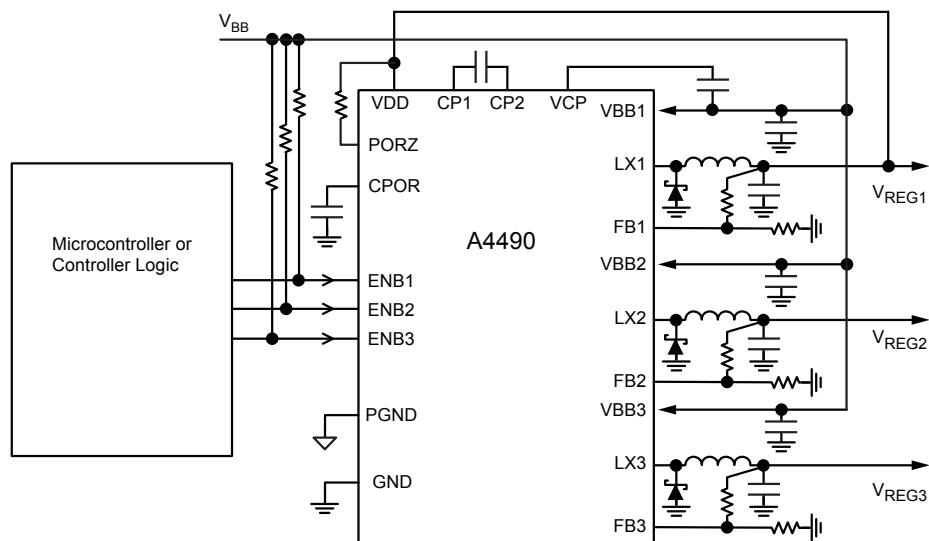 VBB
VDD
CP1
CP2
VCP
VBB1
PORZ
LX1
CPOR
VREG1
FB1
A4490
Microcontroller or
Controller Logic
VBB2
ENB1
ENB2
LX2
ENB3
VREG2
FB2
PGND
VBB3
LX3
GND
VREG3
FB3